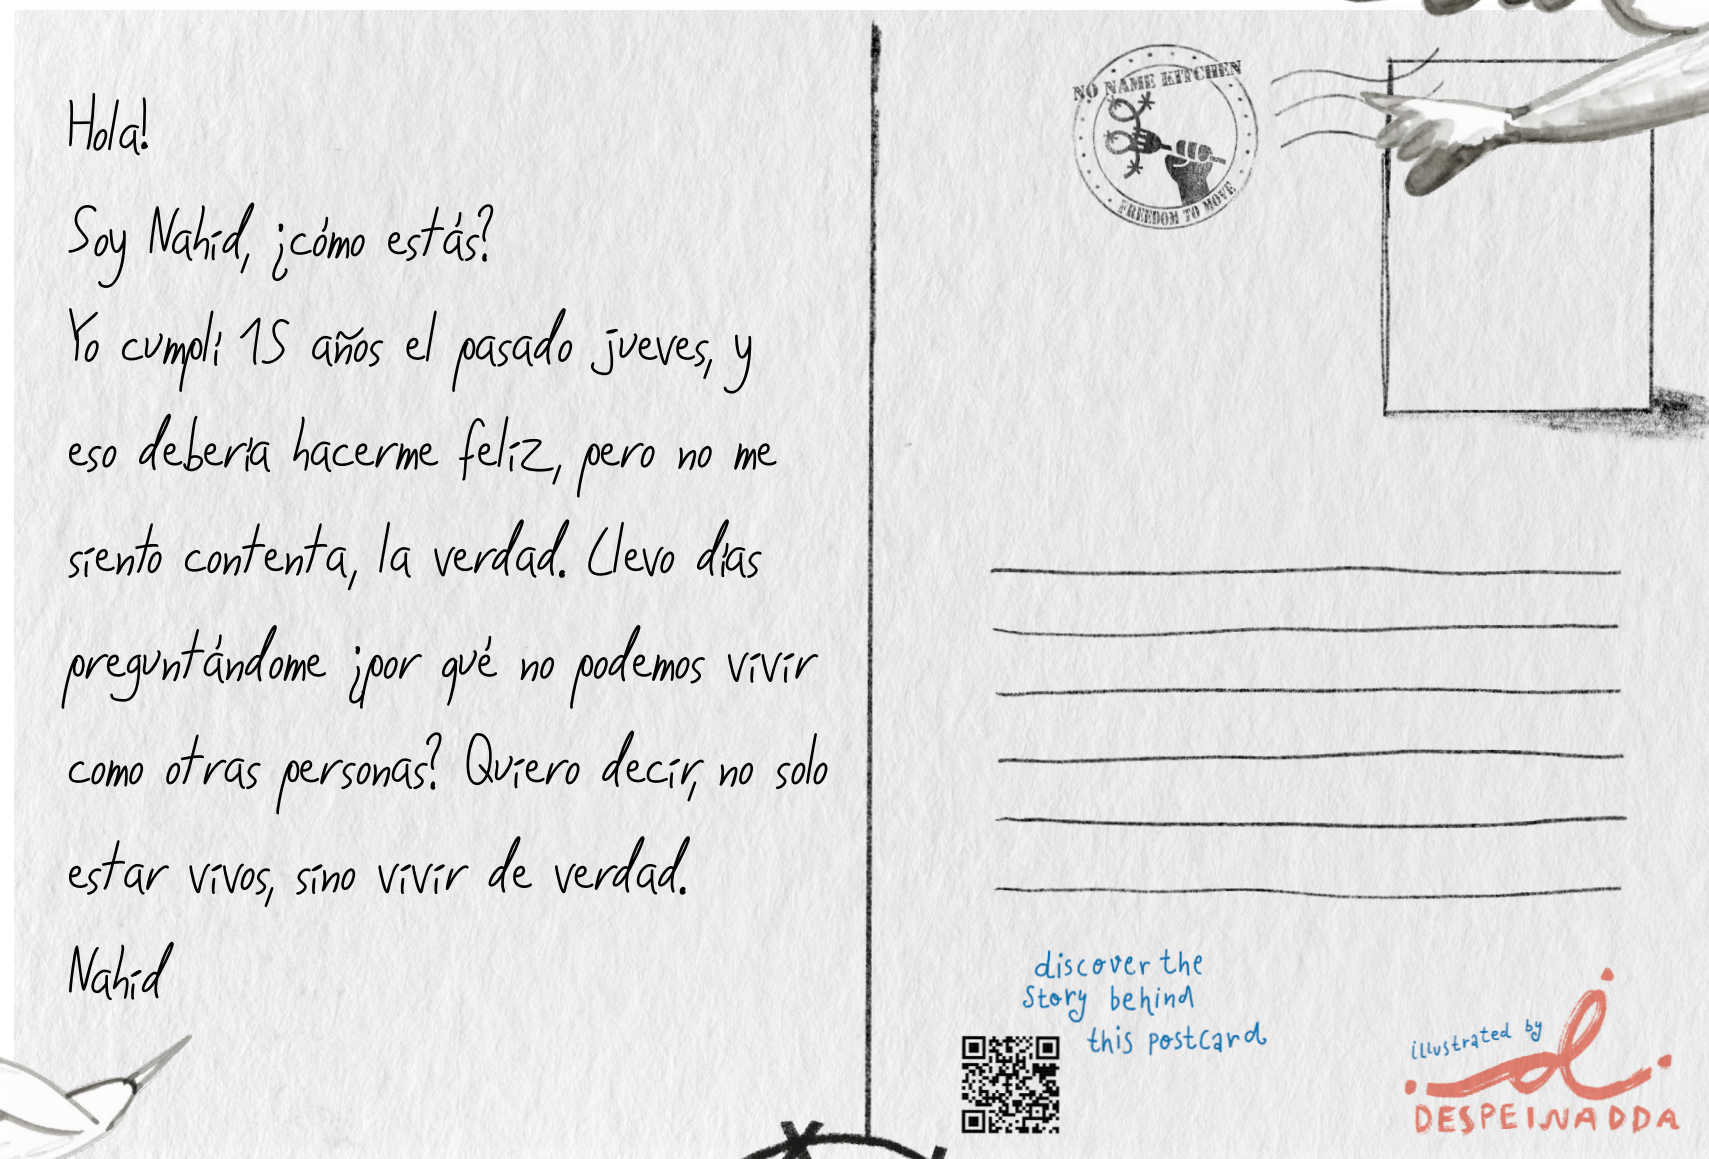 Hola!
Soy Nahid, ¿cómo estás?
Yo cumplí 15 años el pasado jueves, y
eso debería hacerme feliz, pero no me
siento contenta, la verdad. Llevo días
preguntándome ¿por qué no podemos vivir
como otras personas? Quiero decir, no solo
estar vivos, sino vivir de verdad.
Nahid
NO NAME KITCHEN
FREEDOM TO MOVE
discover the
story behind
this postcard
illustrated by
DESPEINADDA